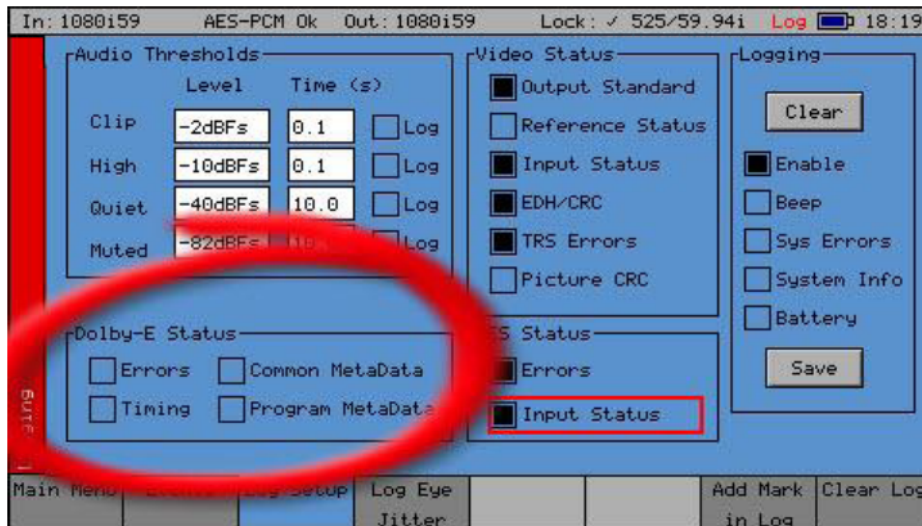 In: 1080i59 AES-PCM Ok Out: 1080i59 Lock: ✓ 525/59.94i Log 18:19
Audio Thresholds
Level Time (s)
Clip -2dBFs 0.1 Log
High -10dBFs 0.1 Log
Quiet -40dBFs 10.0 Log
Muted -82dBFs Log
Dolby-E Status
Errors Common MetaData
Timing Program MetaData
Video Status
Output Standard
Reference Status
Input Status
EDH/CRC
TRS Errors
Picture CRC
Status
Errors
Input Status
Logging
Clear
Enable
Beep
Sys Errors
System Info
Battery
Save
Main Menu Setup Log Eye Jitter Add Mark in Log Clear Log